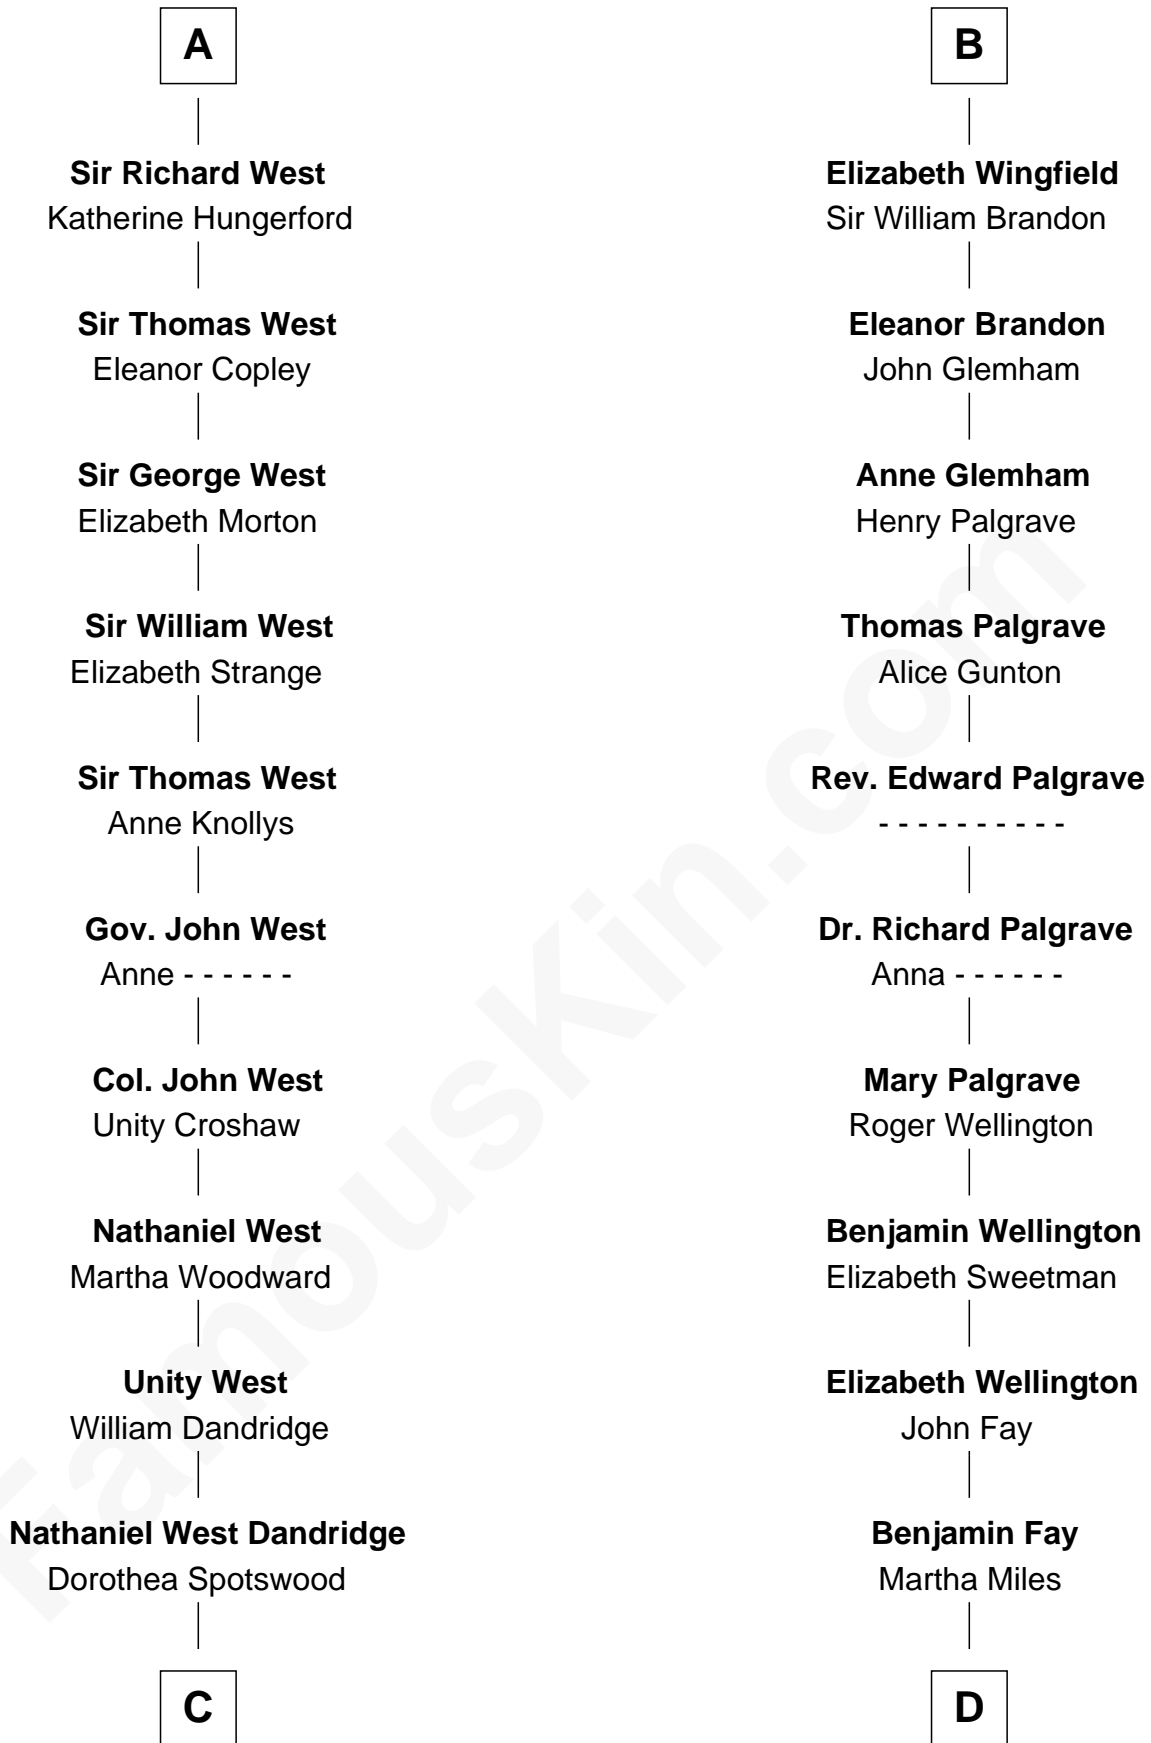 A
Sir Richard West
Katherine Hungerford
Sir Thomas West
Eleanor Copley
Sir George West
Elizabeth Morton
Sir William West
Elizabeth Strange
Sir Thomas West
Anne Knollys
Gov. John West
Anne - - - - - -
Col. John West
Unity Croshaw
Nathaniel West
Martha Woodward
Unity West
William Dandridge
Nathaniel West Dandridge
Dorothea Spotswood
C
B
Elizabeth Wingfield
Sir William Brandon
Eleanor Brandon
John Glemham
Anne Glemham
Henry Palgrave
Thomas Palgrave
Alice Gunton
Rev. Edward Palgrave
- - - - - - - - - -
Dr. Richard Palgrave
Anna - - - - - -
Mary Palgrave
Roger Wellington
Benjamin Wellington
Elizabeth Sweetman
Elizabeth Wellington
John Fay
Benjamin Fay
Martha Miles
D
FamousKin.com